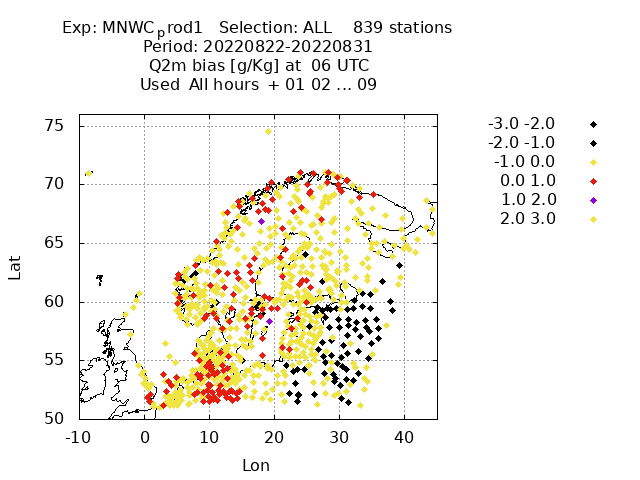 Exp: MNWCprod1 Selection: ALL 839 stations
Period: 20220822-20220831
Q2m bias [g/Kg] at 06 UTC
Used All hours + 01 02 ... 09
75
70
65
60
55
50
-10 0 10 20 30 40
Lat
Lon
-3.0 -2.0
-2.0 -1.0
-1.0 0.0
0.0 1.0
1.0 2.0
2.0 3.0